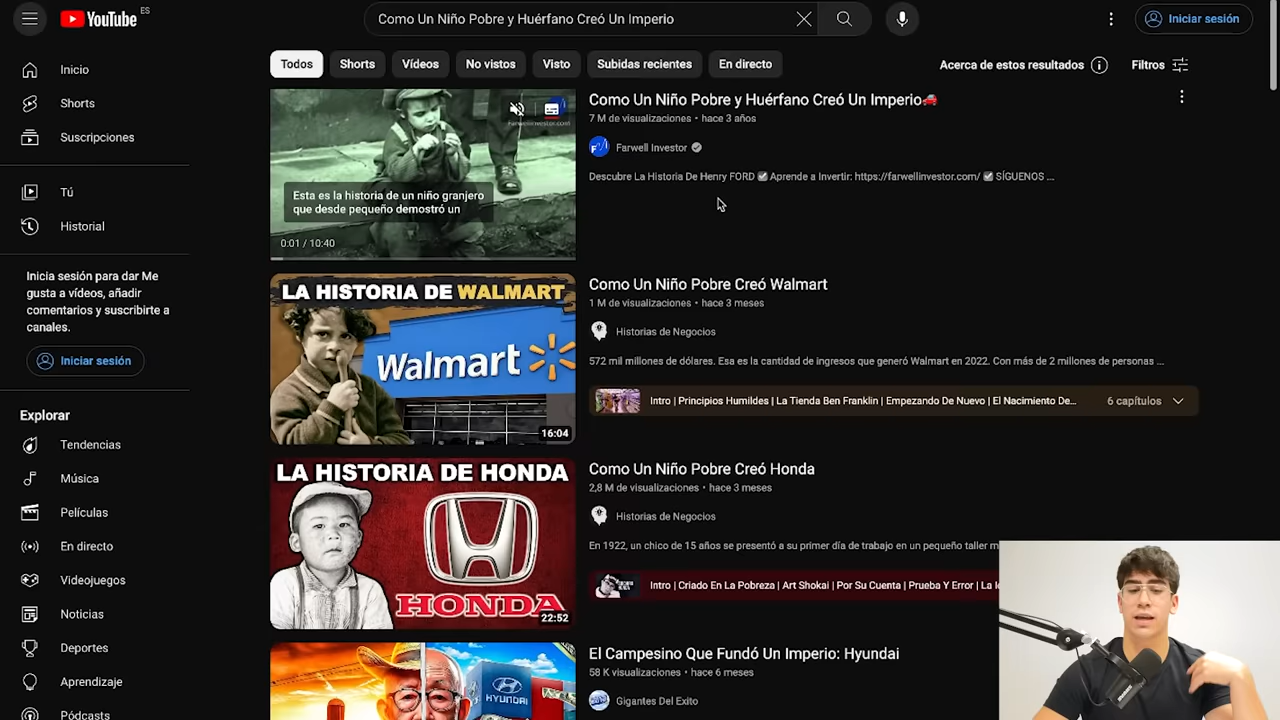 YouTube ES
Como Un Niño Pobre y Huérfano Creó Un Imperio
Iniciar sesión
Todos
Shorts
Vídeos
No vistos
Visto
Subidas recientes
En directo
Acerca de estos resultados
Filtros
Inicio
Shorts
Suscripciones
Tú
Historial
Inicia sesión para dar Me
gusta a vídeos, añadir
comentarios y suscribirte a
canales.
Iniciar sesión
Explorar
Tendencias
Música
Películas
En directo
Videojuegos
Noticias
Deportes
Aprendizaje
Pódcasts
Farwellinvestor.com
Esta es la historia de un niño granjero
que desde pequeño demostró un
0:01 / 10:40
Como Un Niño Pobre y Huérfano Creó Un Imperio🚗
7 M de visualizaciones • hace 3 años
Farwell Investor
Descubre La Historia De Henry FORD ☑ Aprende a Invertir: https://farwellinvestor.com/ ☑ SÍGUENOS ...
LA HISTORIA DE WALMART
Walmart
16:04
Como Un Niño Pobre Creó Walmart
1 M de visualizaciones • hace 3 meses
Historias de Negocios
572 mil millones de dólares. Esa es la cantidad de ingresos que generó Walmart en 2022. Con más de 2 millones de personas ...
Intro | Principios Humildes | La Tienda Ben Franklin | Empezando De Nuevo | El Nacimiento De...
6 capítulos
LA HISTORIA DE HONDA
HONDA
22:52
Como Un Niño Pobre Creó Honda
2,8 M de visualizaciones • hace 3 meses
Historias de Negocios
En 1922, un chico de 15 años se presentó a su primer día de trabajo en un pequeño taller
Intro | Criado En La Pobreza | Art Shokai | Por Su Cuenta | Prueba Y Error | La
HYUNDAI
El Campesino Que Fundó Un Imperio: Hyundai
58 K visualizaciones • hace 6 meses
Gigantes Del Exito